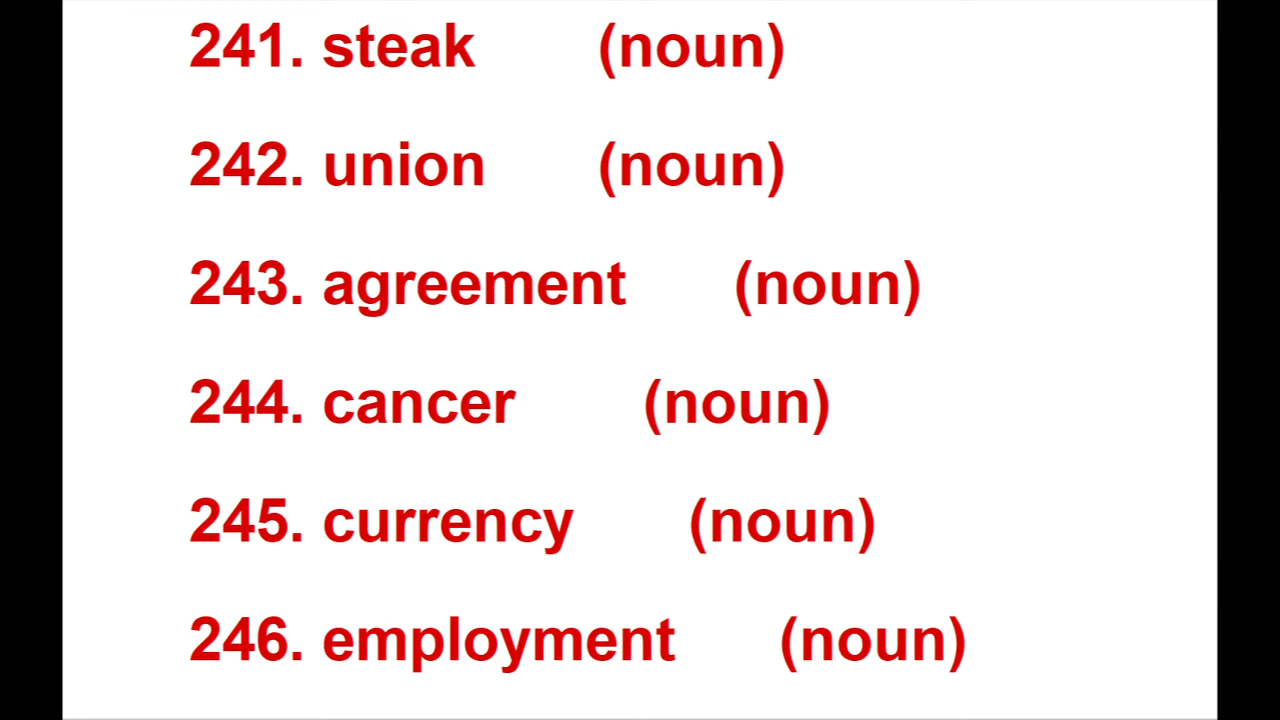 241. steak (noun)
242. union (noun)
243. agreement (noun)
244. cancer (noun)
245. currency (noun)
246. employment (noun)